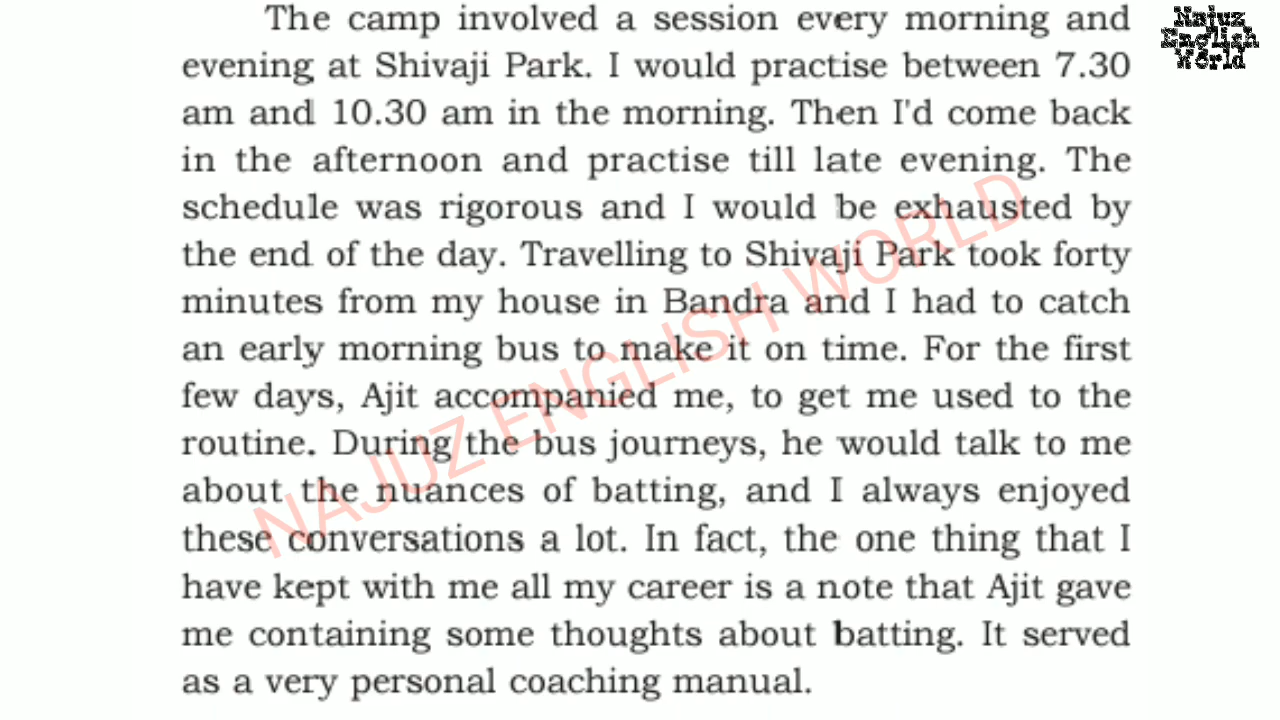 The camp involved a session every morning and
evening at Shivaji Park. I would practise between 7.30
am and 10.30 am in the morning. Then I'd come back
in the afternoon and practise till late evening. The
schedule was rigorous and I would be exhausted by
the end of the day. Travelling to Shivaji Park took forty
minutes from my house in Bandra and I had to catch
an early morning bus to make it on time. For the first
few days, Ajit accompanied me, to get me used to the
routine. During the bus journeys, he would talk to me
about the nuances of batting, and I always enjoyed
these conversations a lot. In fact, the one thing that I
have kept with me all my career is a note that Ajit gave
me containing some thoughts about batting. It served
as a very personal coaching manual.
NAJUZ ENGLISH WORLD
Najuz
English
World